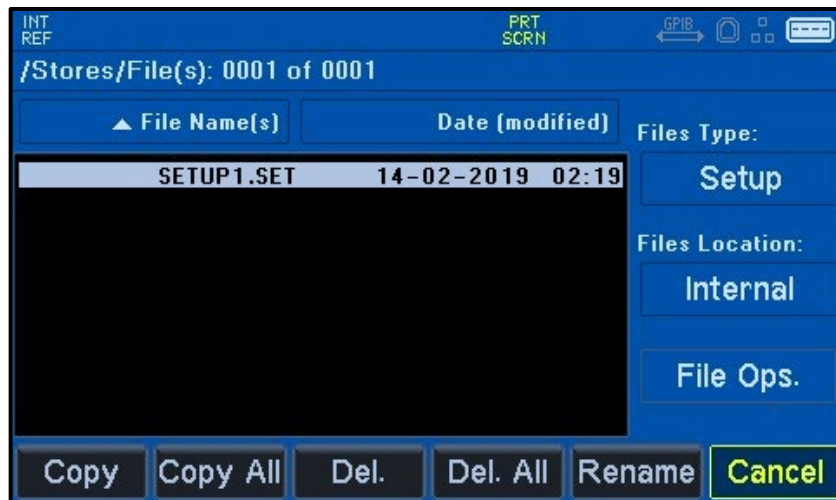 INT
REF
PRT
SCRN
GPIB
/Stores/File(s): 0001 of 0001
▲ File Name(s)
Date (modified)
Files Type:
SETUP1.SET 14-02-2019 02:19
Setup
Files Location:
Internal
File Ops.
Copy
Copy All
Del.
Del. All
Rename
Cancel